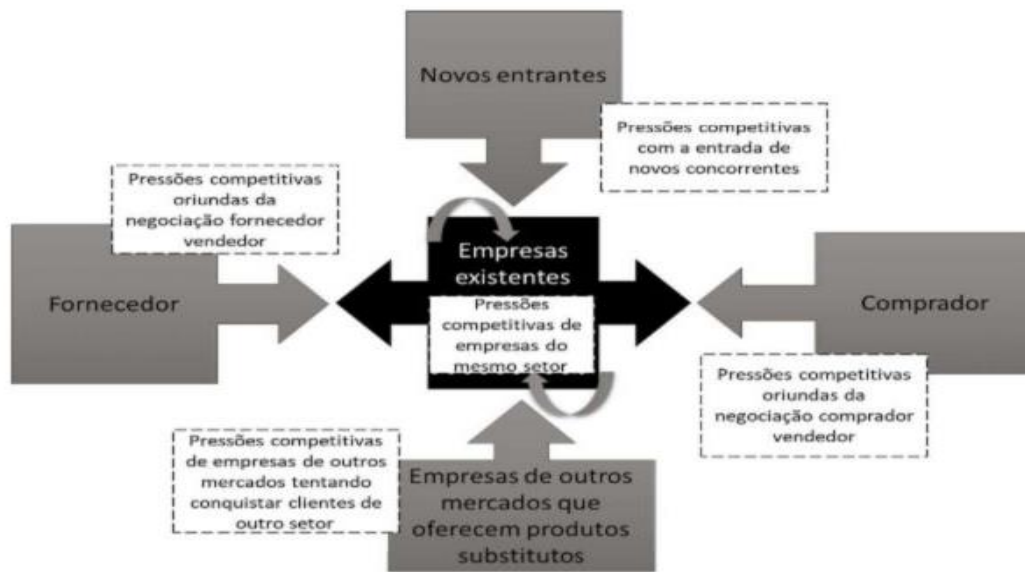 Novos entrantes
Pressões competitivas
com a entrada de
novos concorrentes
Pressões competitivas
oriundas da
negociação fornecedor
vendedor
Fornecedor
Empresas
existentes
Pressões
competitivas de
empresas do
mesmo setor
Comprador
Pressões competitivas
oriundas da
negociação comprador
vendedor
Pressões competitivas
de empresas de outros
mercados tentando
conquistar clientes de
outro setor
Empresas de outros
mercados que
oferecem produtos
substitutos